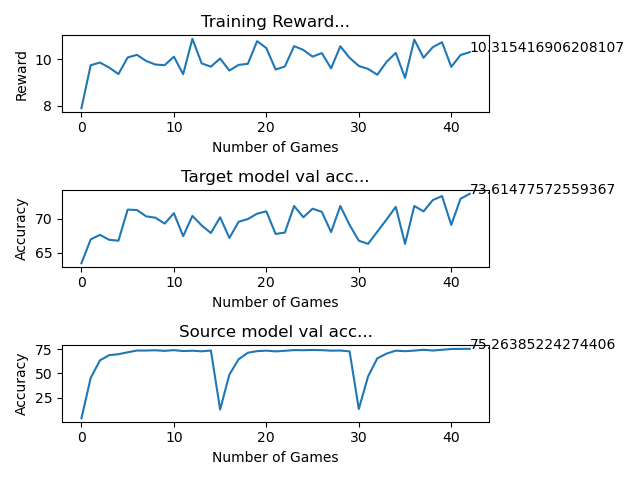 Training Reward...
10.315416906208107
10
8
Reward
0 10 20 30 40
Number of Games
Target model val acc...
73.61477572559367
70
65
Accuracy
0 10 20 30 40
Number of Games
Source model val acc...
75.26385224274406
75
50
25
Accuracy
0 10 20 30 40
Number of Games